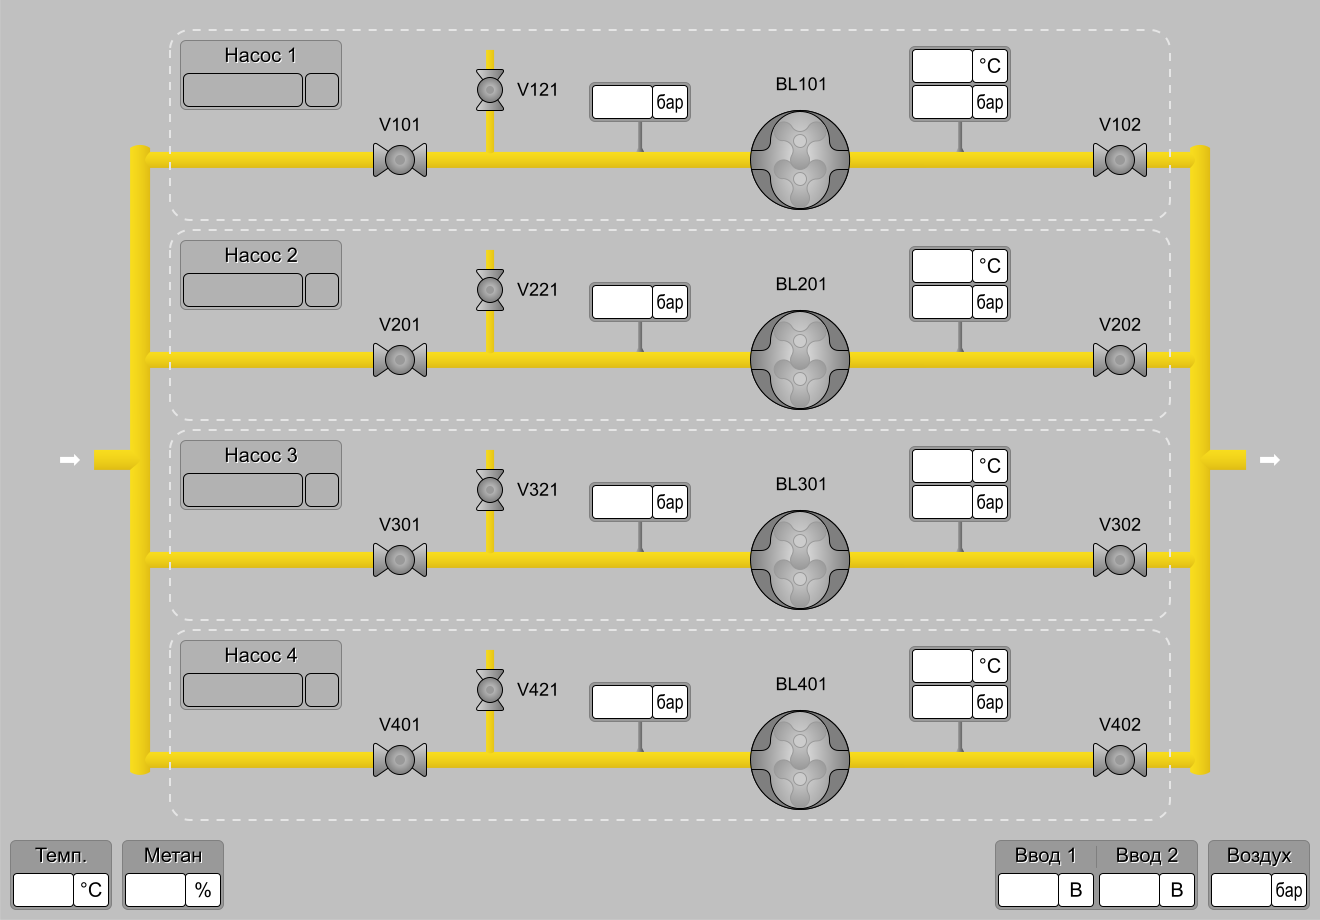 Насос 1
V121
бар
BL101
°C
бар
V101
V102
Насос 2
V221
бар
BL201
°C
бар
V201
V202
Насос 3
V321
бар
BL301
°C
бар
V301
V302
Насос 4
V421
бар
BL401
°C
бар
V401
V402
Темп.
°C
Метан
%
Ввод 1
В
Ввод 2
В
Воздух
бар